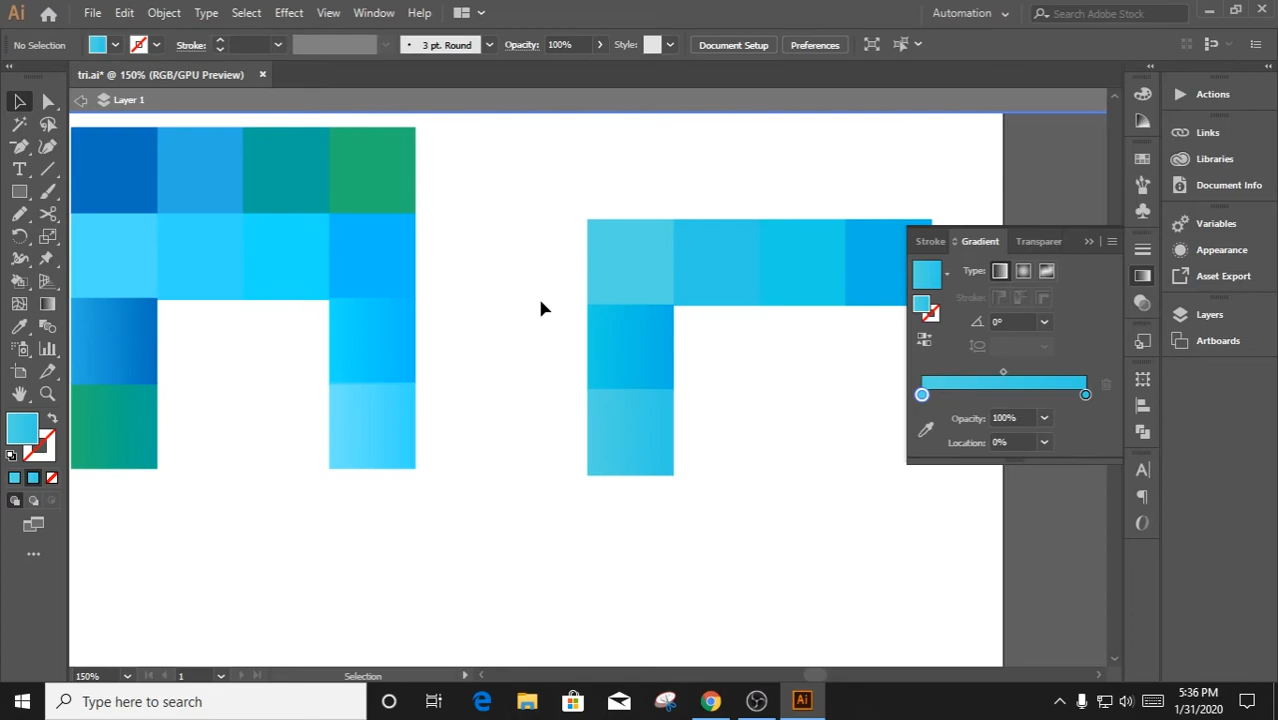 Ai File Edit Object Type Select Effect View Window Help Automation Search Adobe Stock
No Selection Stroke: 3 pt. Round Opacity: 100% Style: Document Setup Preferences
tri.ai* @ 150% (RGB/GPU Preview)
Layer 1
Actions
Links
Libraries
Document Info
Variables
Appearance
Asset Export
Layers
Artboards
Stroke Gradient Transparer
Type:
Stroke:
0°
Opacity: 100%
Location: 0%
150% 1 Selection
Type here to search
Ai
5:36 PM
1/31/2020